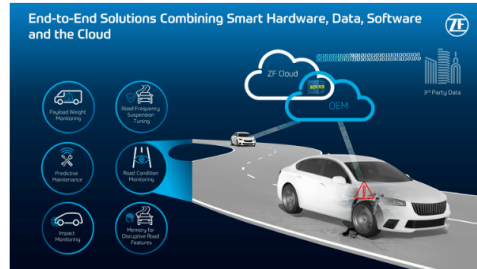 End-to-End Solutions Combining Smart Hardware, Data, Software
and the Cloud
ZF
ZF Cloud
OEM
3rd Party Data
Payload Weight
Monitoring
Road Frequency
Suspension
Tuning
Predictive
Maintenance
Road Condition
Monitoring
Impact
Monitoring
Memory for
Disruptive Road
Features